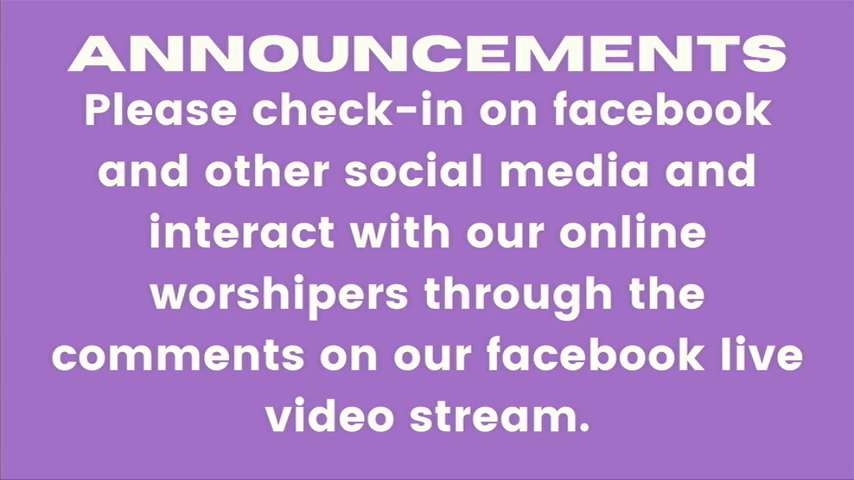 ANNOUNCEMENTS
Please check-in on facebook
and other social media and
interact with our online
worshipers through the
comments on our facebook live
video stream.